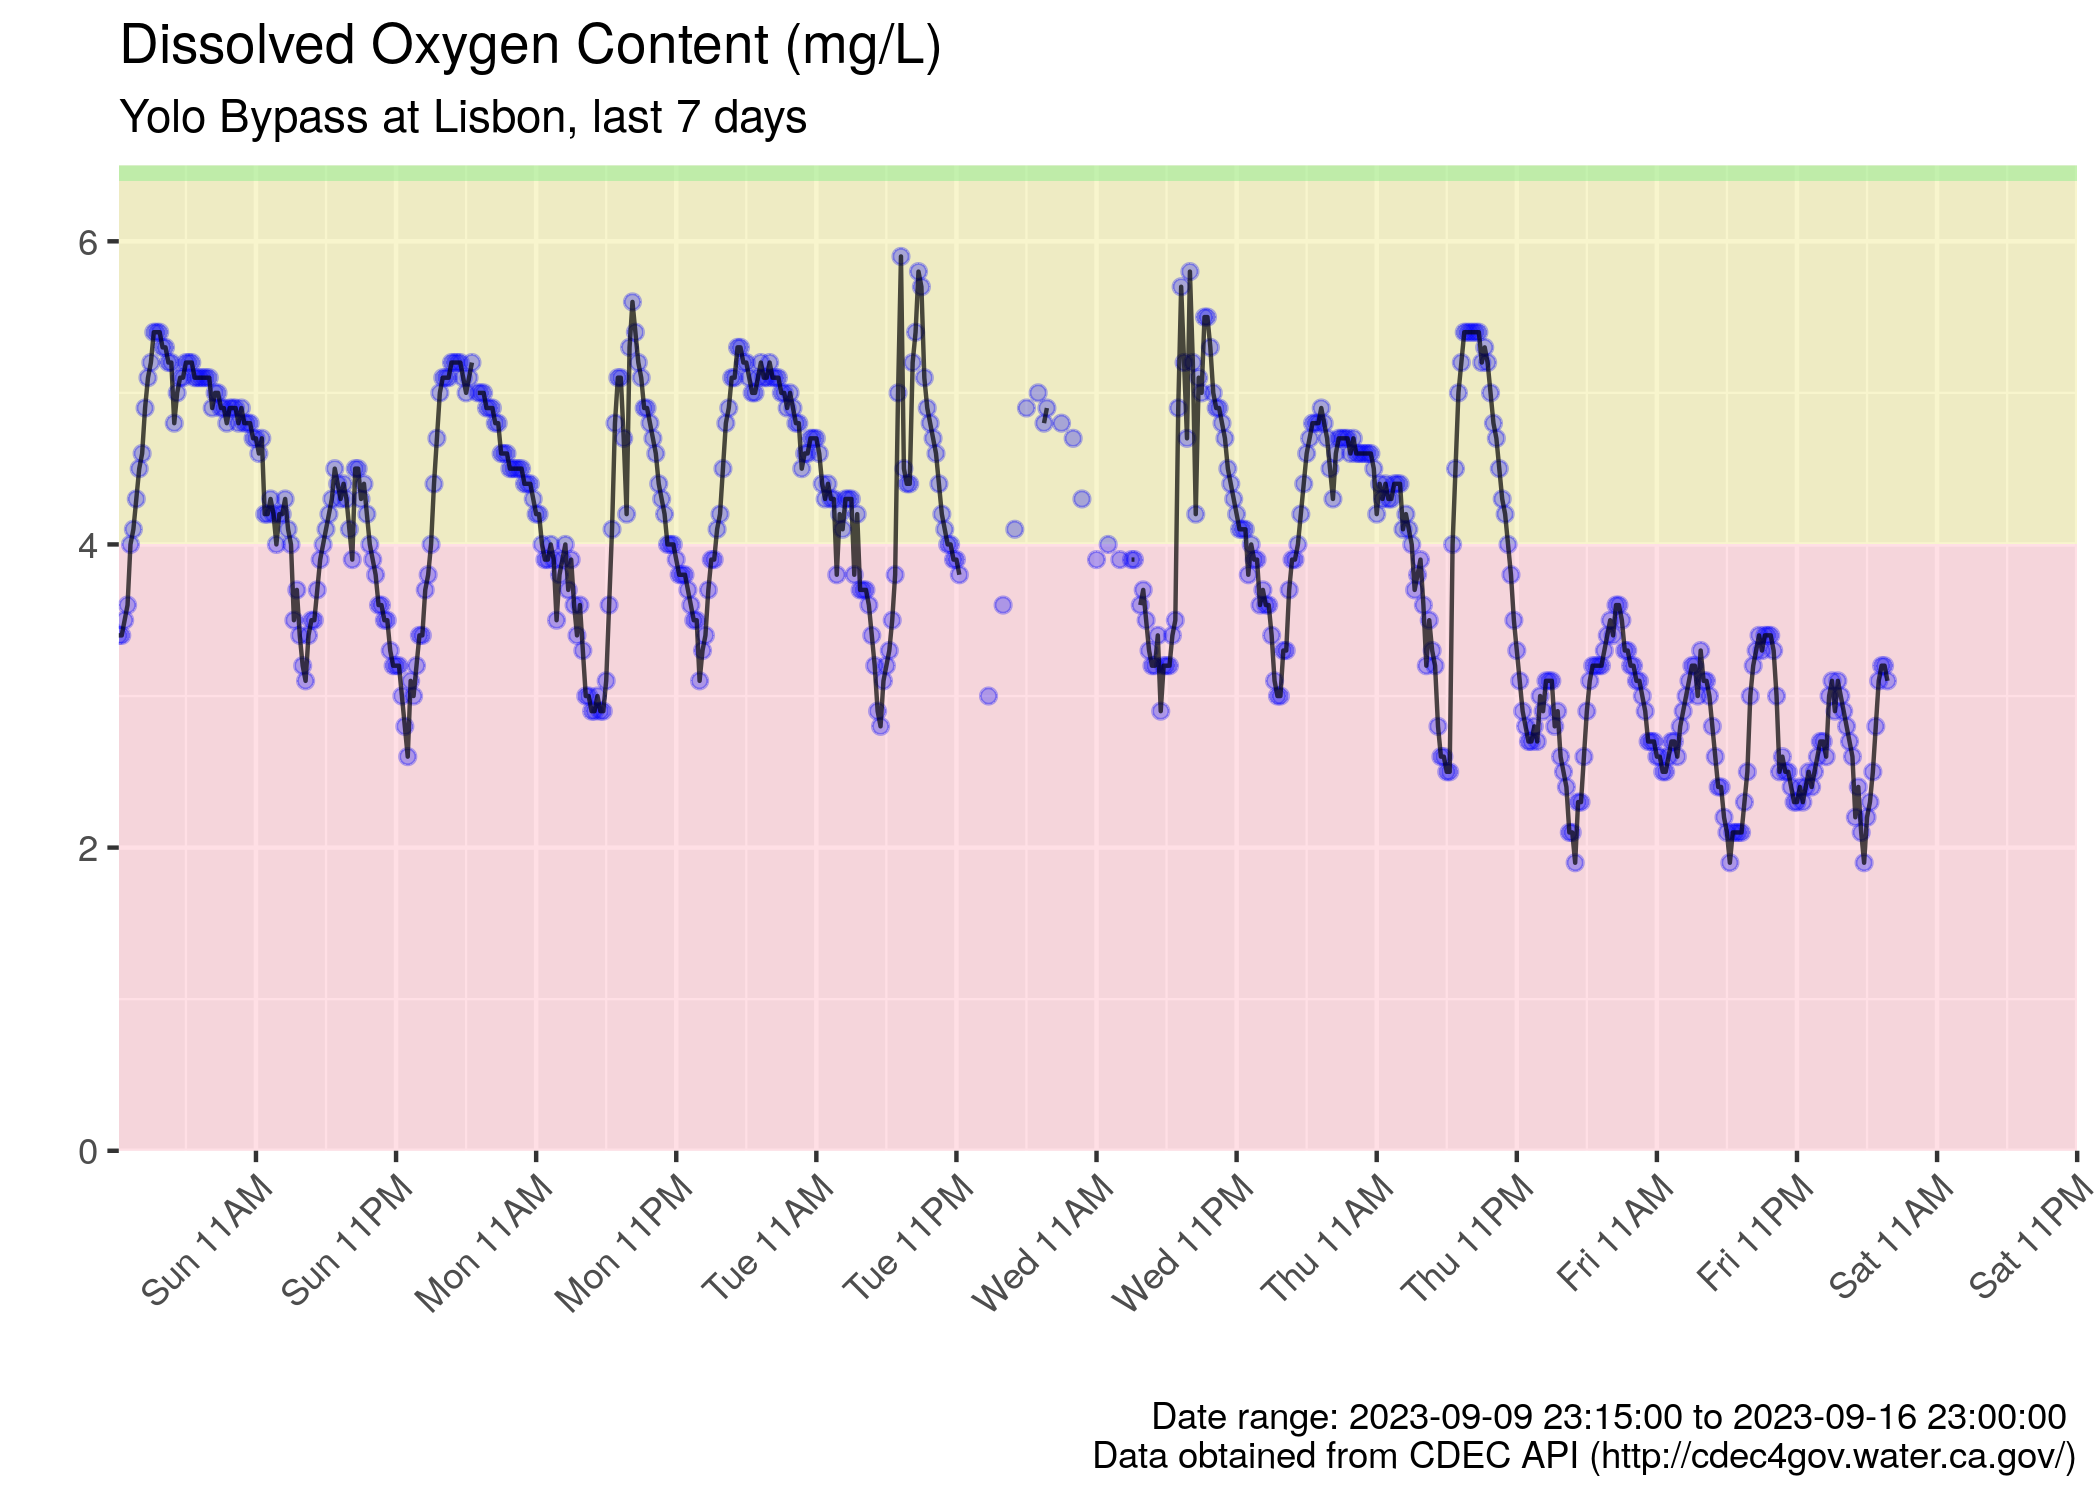 Dissolved Oxygen Content (mg/L)
Yolo Bypass at Lisbon, last 7 days
6
4
2
0
Sun 11AM
Sun 11PM
Mon 11AM
Mon 11PM
Tue 11AM
Tue 11PM
Wed 11AM
Wed 11PM
Thu 11AM
Thu 11PM
Fri 11AM
Fri 11PM
Sat 11AM
Sat 11PM
Date range: 2023-09-09 23:15:00 to 2023-09-16 23:00:00
Data obtained from CDEC API (http://cdec4gov.water.ca.gov/)